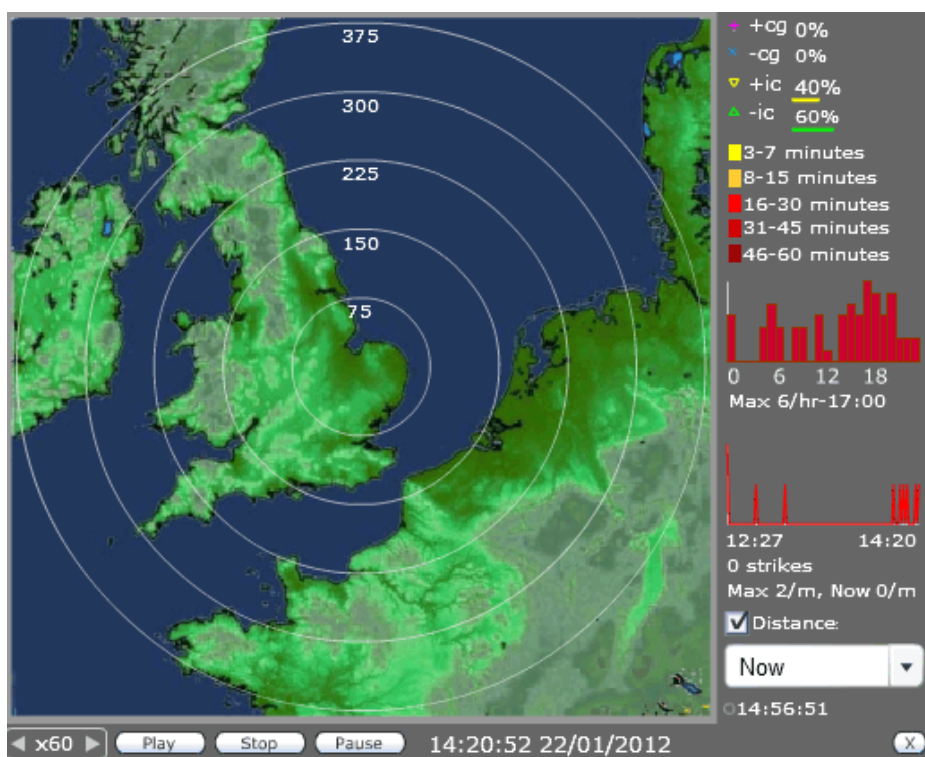 375
300
225
150
75
+cg 0%
-cg 0%
+ic 40%
-ic 60%
3-7 minutes
8-15 minutes
16-30 minutes
31-45 minutes
46-60 minutes
0 6 12 18
Max 6/hr-17:00
12:27 14:20
0 strikes
Max 2/m, Now 0/m
Distance:
Now
14:56:51
x60 Play Stop Pause 14:20:52 22/01/2012 X